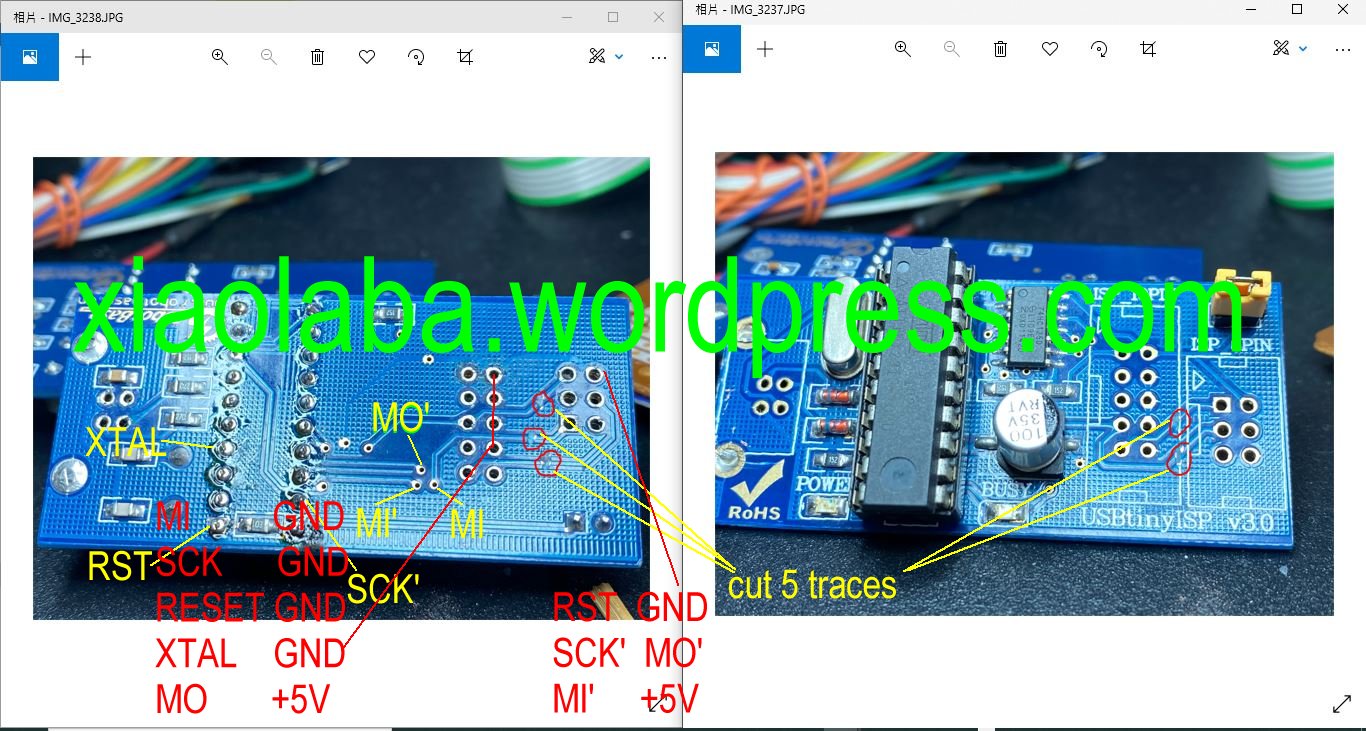 相片 - IMG_3238.JPG
相片 - IMG_3237.JPG
xiaolaba.wordpress.com
ISP PIN
MO'
XTAL
MI GND
MI'
MI
RST
SCK GND
SCK'
RESET GND
XTAL GND
MO +5V
RST GND
SCK' MO'
MI' +5V
cut 5 traces
100
35V
RVT
POWER
RoHS
BUSY
USBtinyISP v3.0
152
152